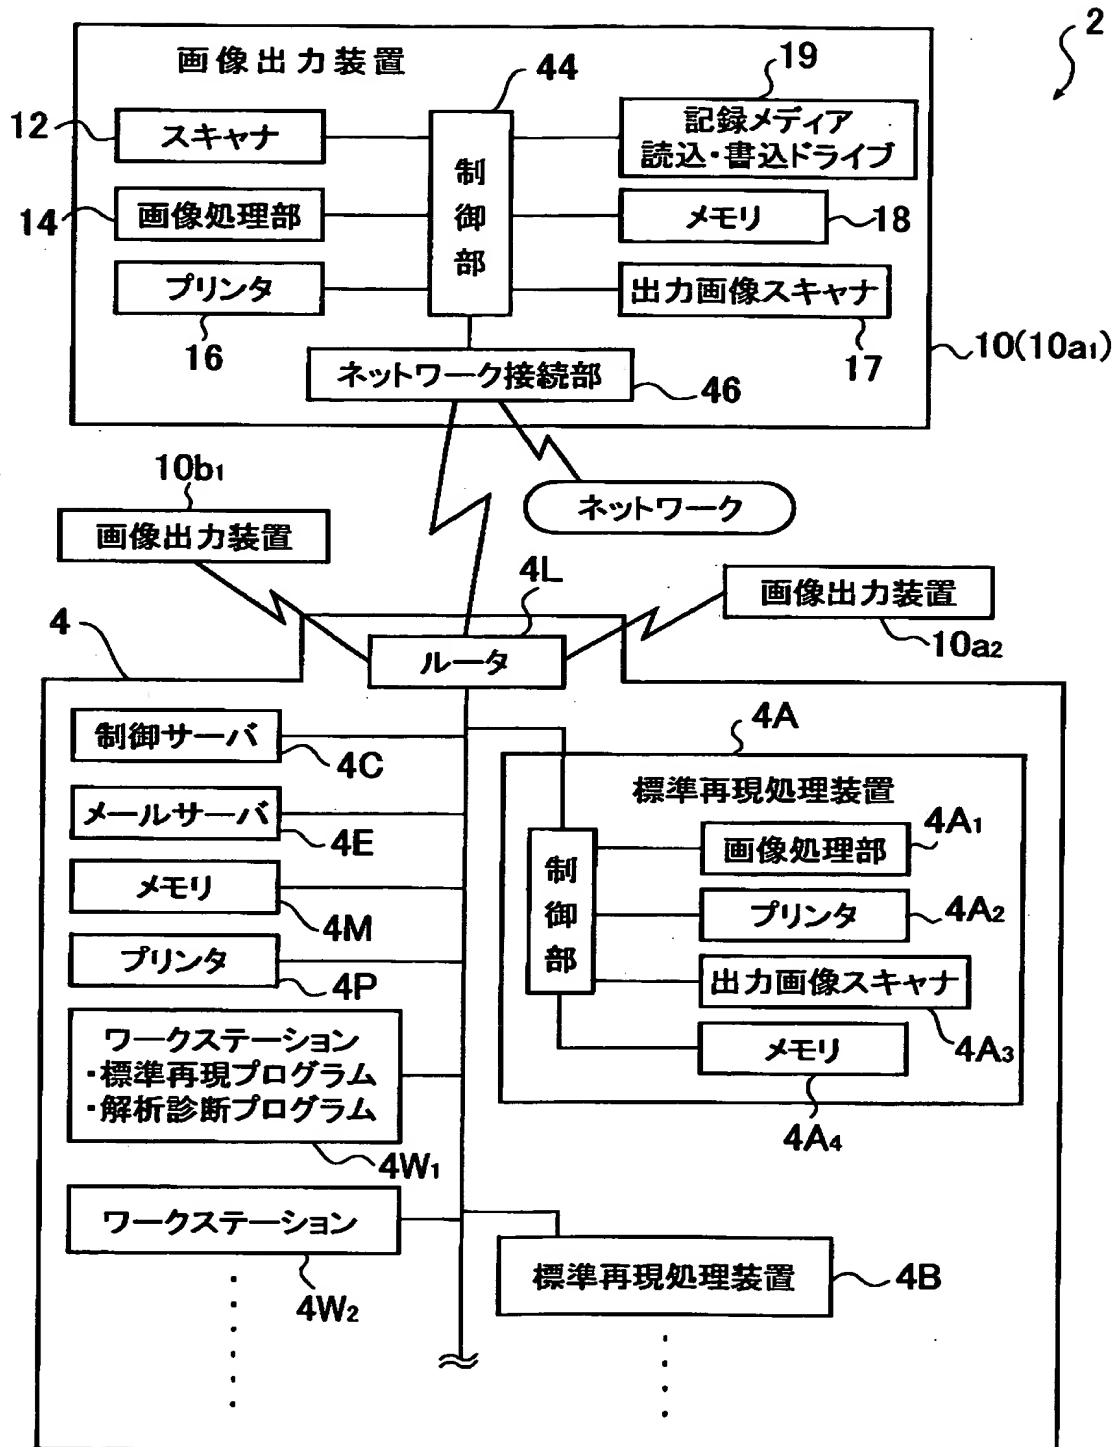 2
画像出力装置
44
19
12
スキャナ
制御部
記録メディア
読込・書込ドライブ
14
画像処理部
メモリ
18
プリンタ
出力画像スキャナ
16
17
10(10a1)
ネットワーク接続部
46
10b1
ネットワーク
画像出力装置
4L
画像出力装置
4
ルータ
10a2
制御サーバ
4C
4A
標準再現処理装置
メールサーバ
4E
4A1
画像処理部
制御部
メモリ
4M
プリンタ
4A2
プリンタ
4P
出力画像スキャナ
4A3
ワークステーション
・標準再現プログラム
・解析診断プログラム
メモリ
4A4
4W1
ワークステーション
標準再現処理装置
4B
4W2